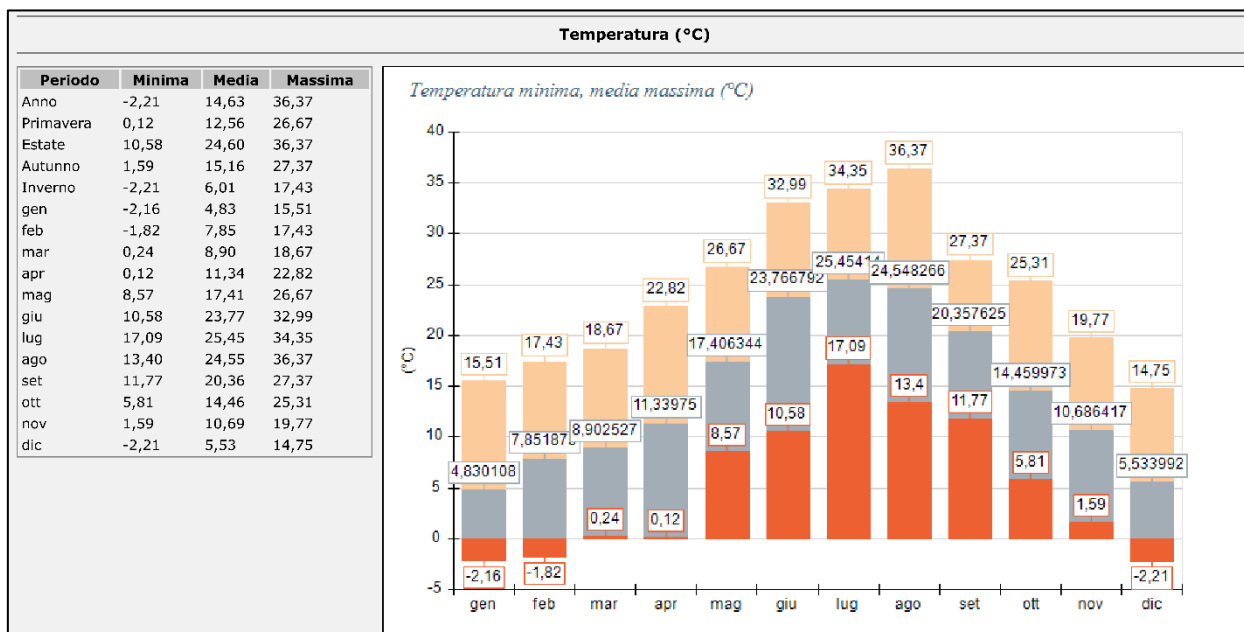 Temperatura (°C)
Periodo Minima Media Massima
Anno -2,21 14,63 36,37
Primavera 0,12 12,56 26,67
Estate 10,58 24,60 36,37
Autunno 1,59 15,16 27,37
Inverno -2,21 6,01 17,43
gen -2,16 4,83 15,51
feb -1,82 7,85 17,43
mar 0,24 8,90 18,67
apr 0,12 11,34 22,82
mag 8,57 17,41 26,67
giu 10,58 23,77 32,99
lug 17,09 25,45 34,35
ago 13,40 24,55 36,37
set 11,77 20,36 27,37
ott 5,81 14,46 25,31
nov 1,59 10,69 19,77
dic -2,21 5,53 14,75
Temperatura minima, media massima (°C)
(°C)
40
35
30
25
20
15
10
5
0
-5
15,51 17,43 18,67 22,82 26,67 32,99 34,35 36,37 27,37 25,31 19,77 14,75
4,830108 8,902527 11,33975 17,406344 23,766792 24,548266 20,357625 14,459973 10,686417 5,533992
-2,16 -1,82 0,24 0,12 8,57 10,58 17,09 13,4 11,77 5,81 1,59 -2,21
gen feb mar apr mag giu lug ago set ott nov dic